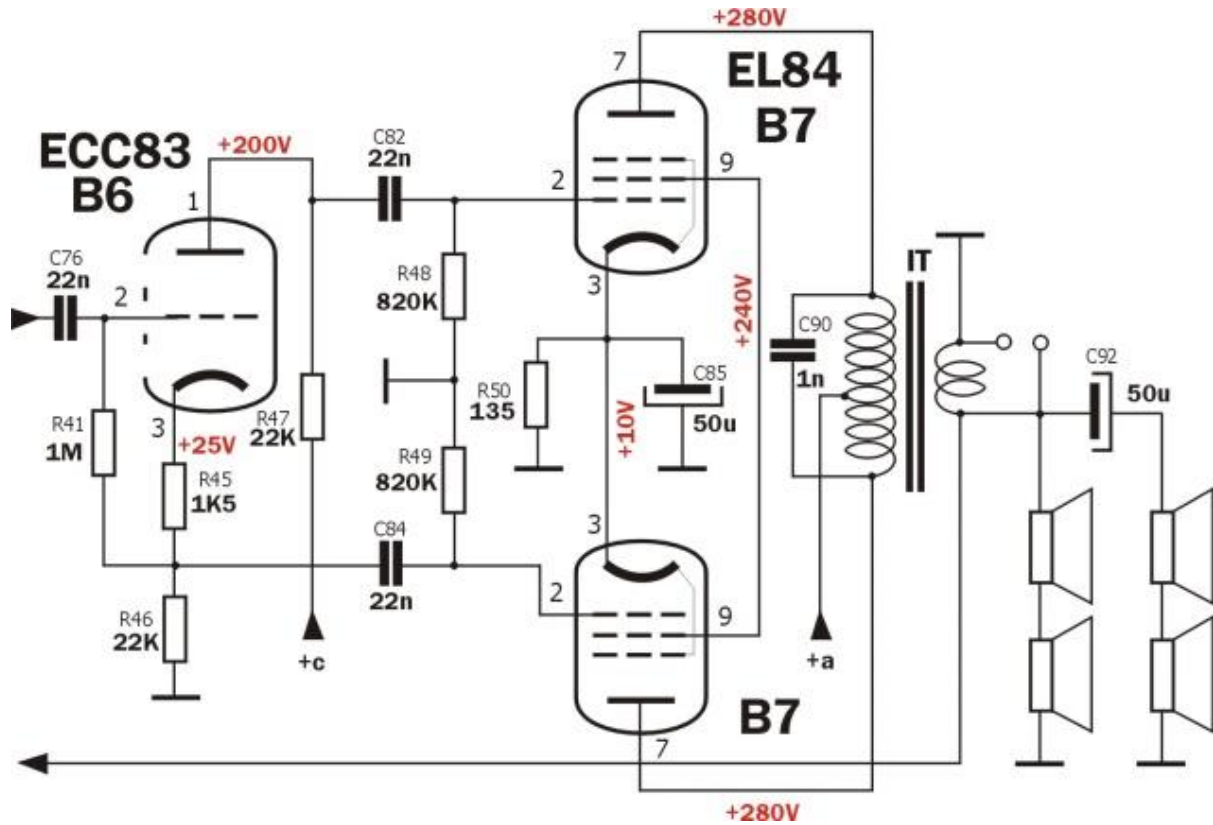 +280V
7
EL84
B7
ECC83
B6
+200V
C82
22n
1
2
9
C76
22n
2
R48
820K
3
IT
+240V
C90
1n
R50
135
C85
50u
C92
50u
R41
1M
3
+25V
R47
22K
+10V
R45
1K5
R49
820K
C84
22n
3
2
9
R46
22K
+c
+a
B7
7
+280V